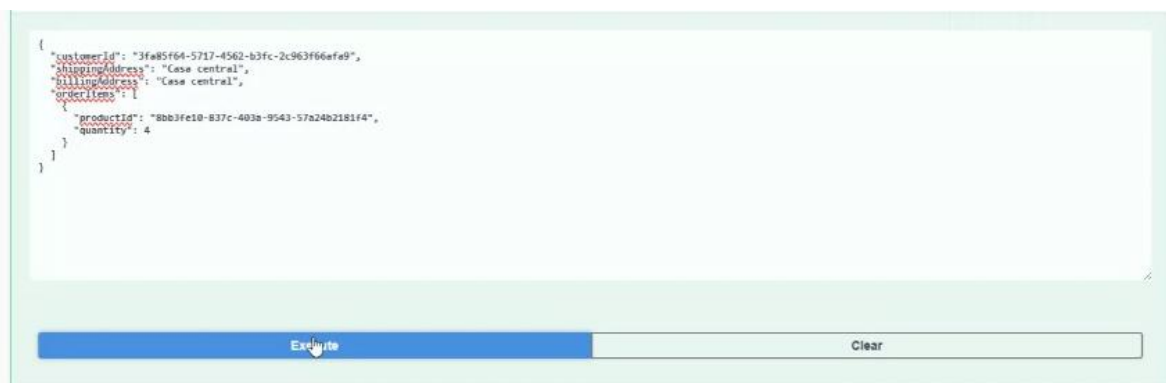 {
"customerId": "3fa85f64-5717-4562-b3fc-2c963f66afa9",
"shippingAddress": "Casa central",
"billingAddress": "Casa central",
"orderItems": [
{
"productId": "8bb3fe10-837c-403a-9543-57a24b2181f4",
"quantity": 4
}
]
}
Execute
Clear